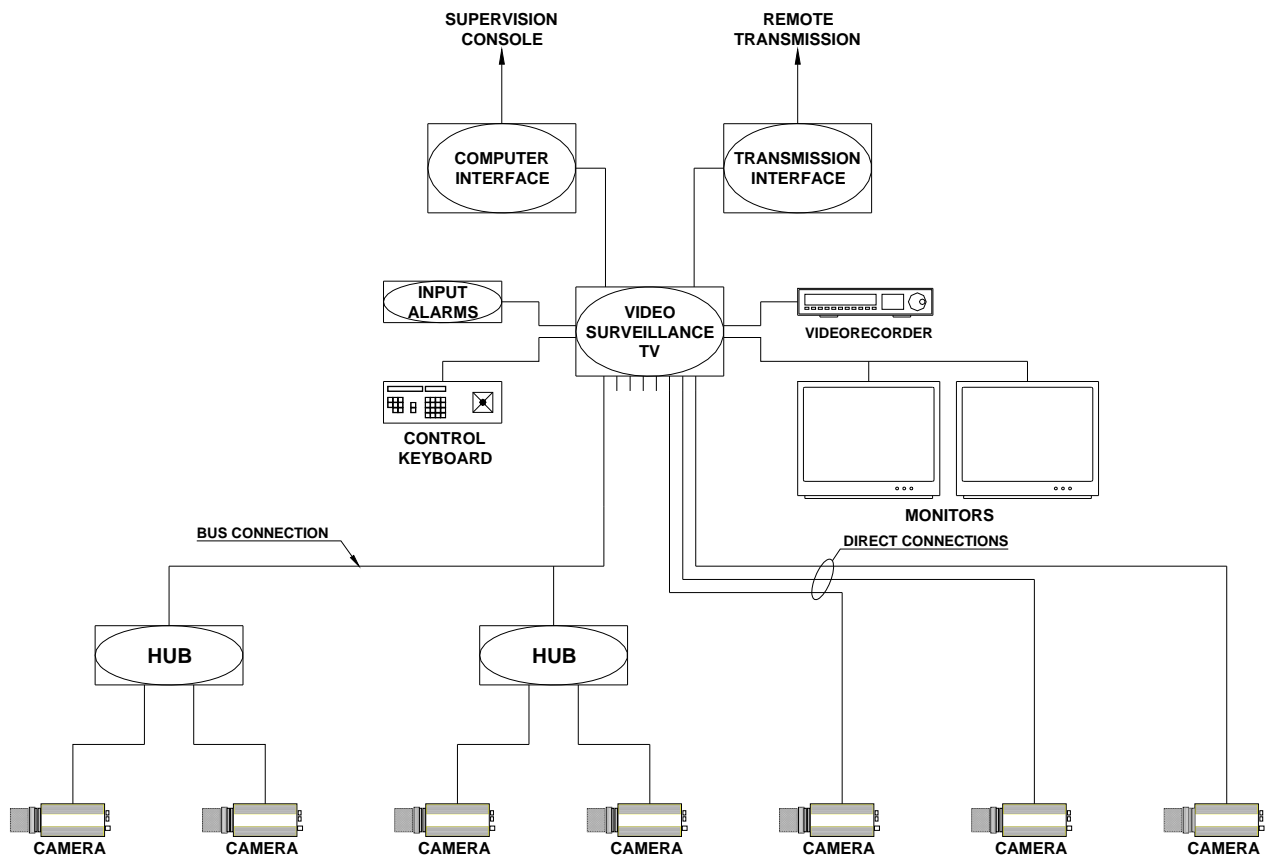 SUPERVISION
CONSOLE
REMOTE
TRANSMISSION
COMPUTER
INTERFACE
TRANSMISSION
INTERFACE
INPUT
ALARMS
VIDEO
SURVEILLANCE
TV
VIDEORECORDER
CONTROL
KEYBOARD
MONITORS
BUS CONNECTION
DIRECT CONNECTIONS
HUB
HUB
CAMERA
CAMERA
CAMERA
CAMERA
CAMERA
CAMERA
CAMERA